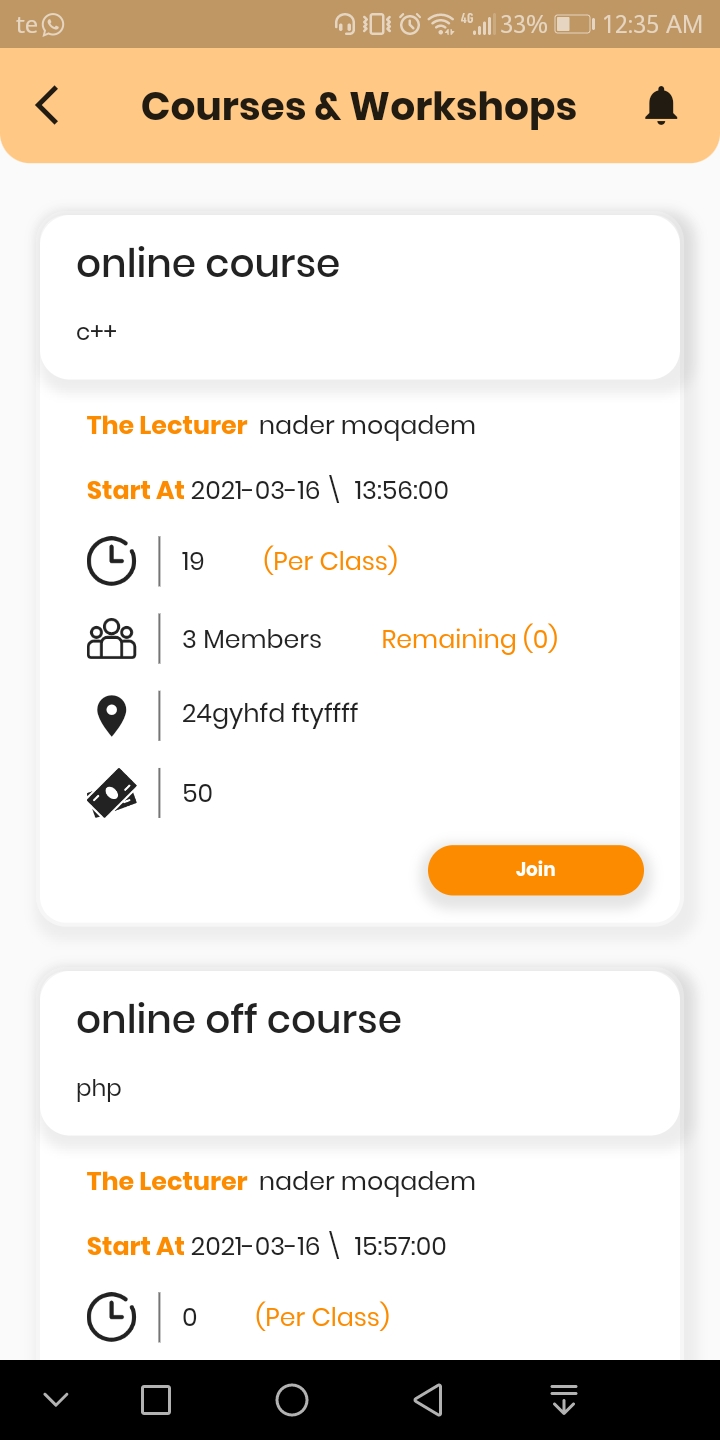 te 4G 33% 12:35 AM
Courses & Workshops
online course
c++
The Lecturer nader moqadem
Start At 2021-03-16 \ 13:56:00
19 (Per Class)
3 Members Remaining (0)
24gyhfd ftyffff
50
Join
online off course
php
The Lecturer nader moqadem
Start At 2021-03-16 \ 15:57:00
0 (Per Class)